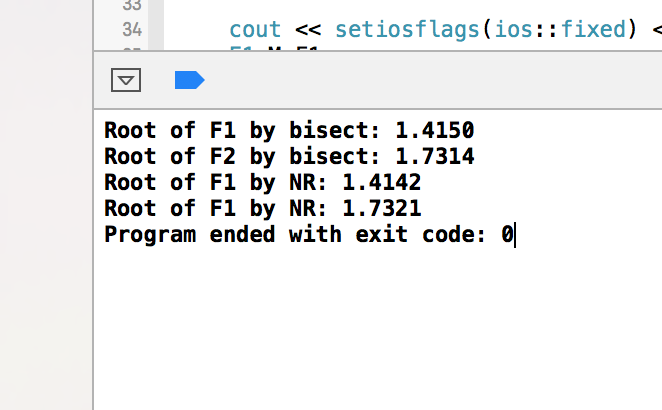 33
34 cout << setiosflags(ios::fixed) <
Root of F1 by bisect: 1.4150
Root of F2 by bisect: 1.7314
Root of F1 by NR: 1.4142
Root of F1 by NR: 1.7321
Program ended with exit code: 0